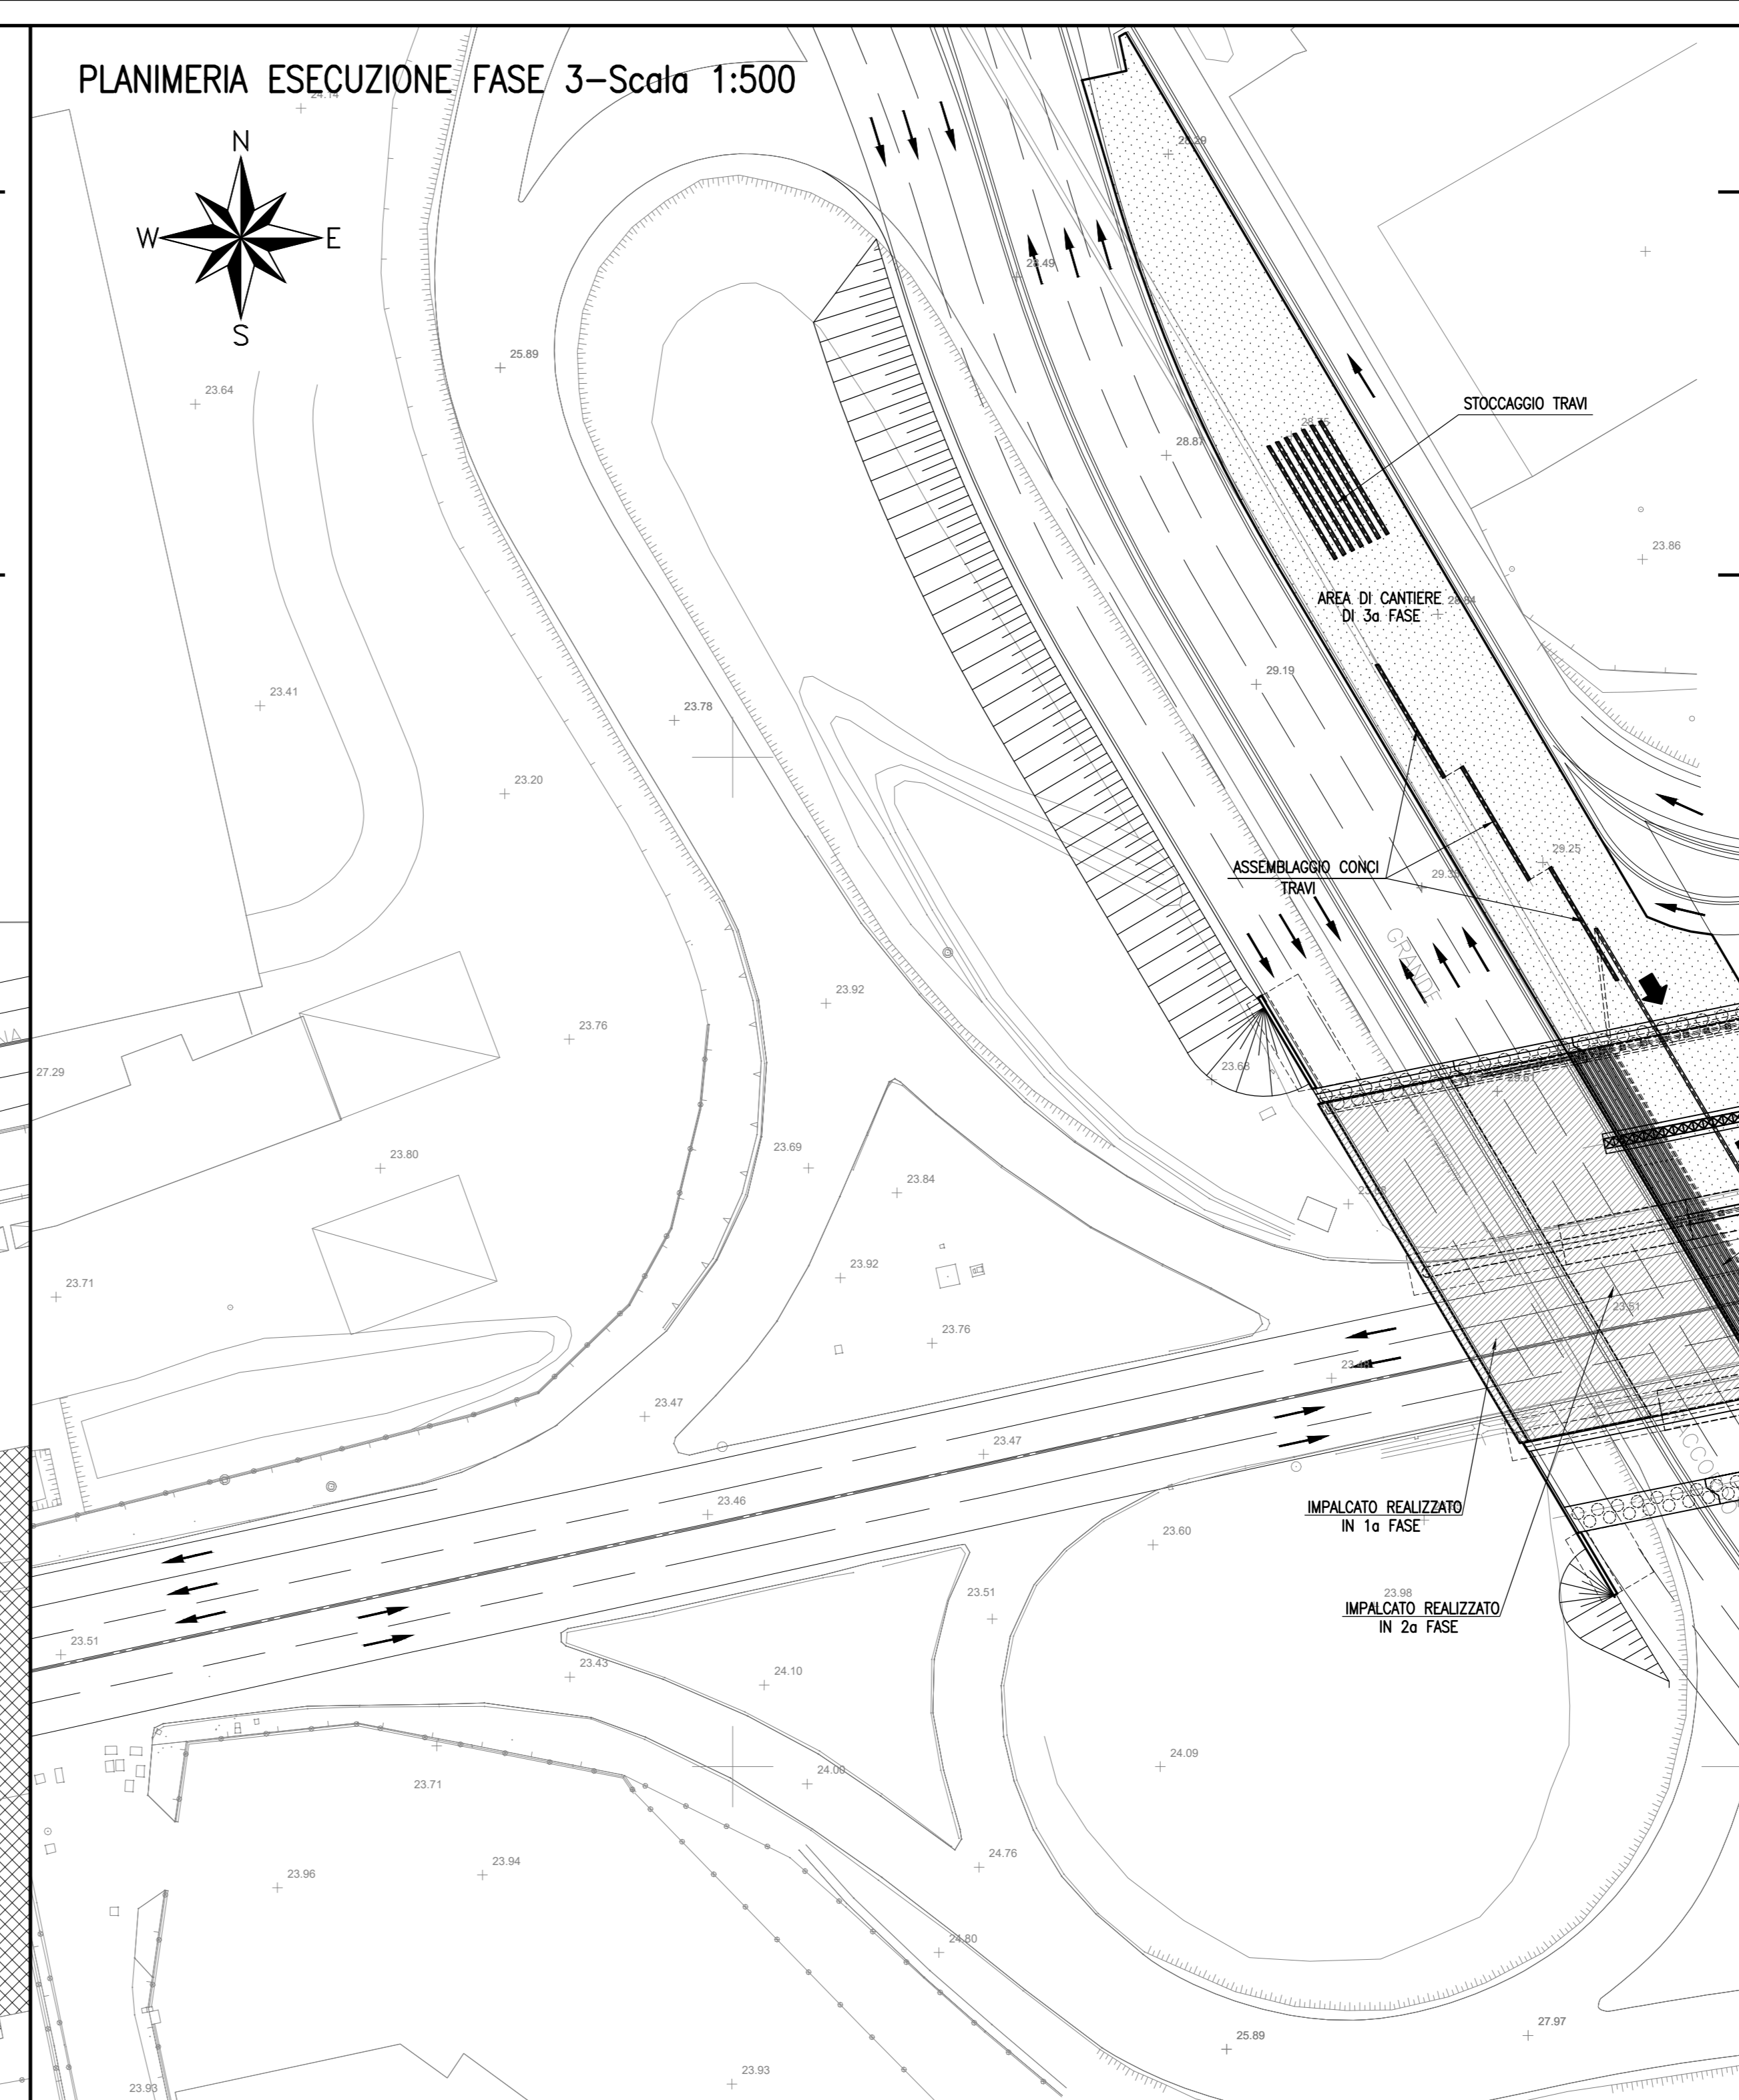 PLANIMERIA ESECUZIONE FASE 3-Scala 1:500
24.14
N
W
E
S
28.49
25.89
23.64
STOCCAGGIO TRAVI
28.87
23.86
AREA DI CANTIERE
DI 3a FASE
29.19
23.41
23.78
23.20
29.25
ASSEMBLAGGIO CONCI
TRAVI
GRANDE
23.92
23.76
27.29
23.68
23.69
23.80
23.84
23.92
23.71
23.51
23.76
23.47
23.47
23.46
IMPALCATO REALIZZATO
IN 1a FASE
23.60
23.51
23.98
IMPALCATO REALIZZATO
IN 2a FASE
23.51
23.43
24.10
24.09
24.00
23.71
24.76
23.96
23.94
24.80
27.97
25.89
23.93
23.93